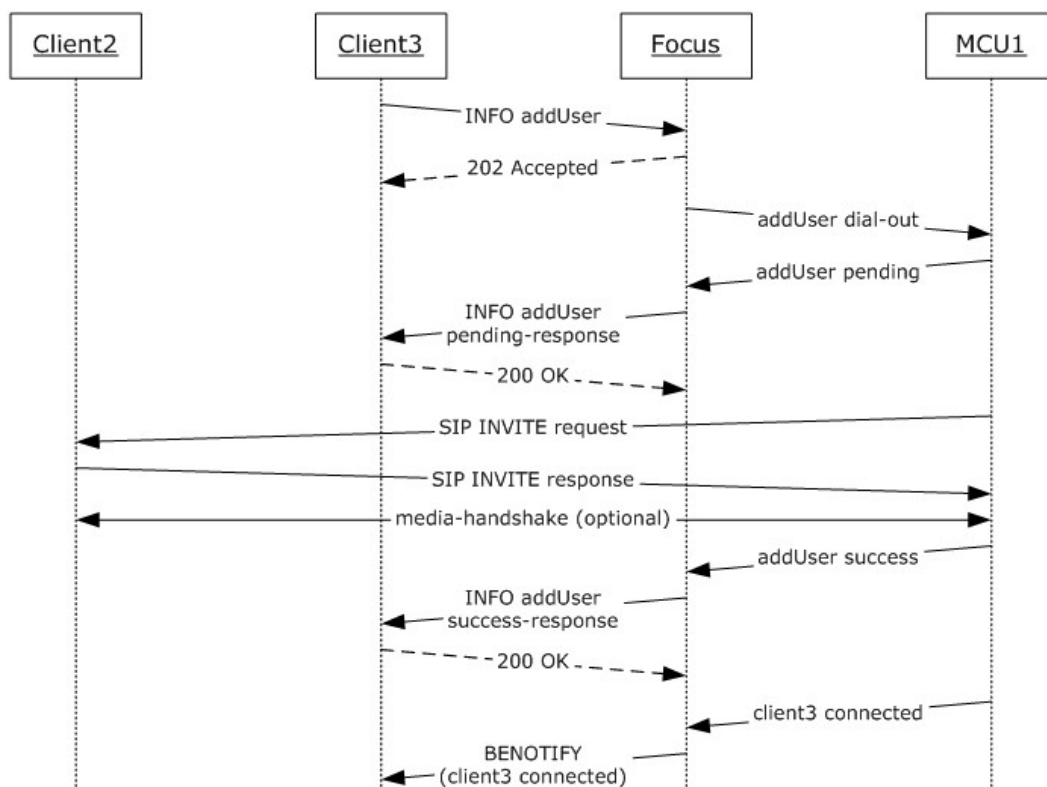 Client2
Client3
Focus
MCU1
INFO addUser
202 Accepted
addUser dial-out
addUser pending
INFO addUser
pending-response
200 OK
SIP INVITE request
SIP INVITE response
media-handshake (optional)
addUser success
INFO addUser
success-response
200 OK
client3 connected
BENOTIFY
(client3 connected)